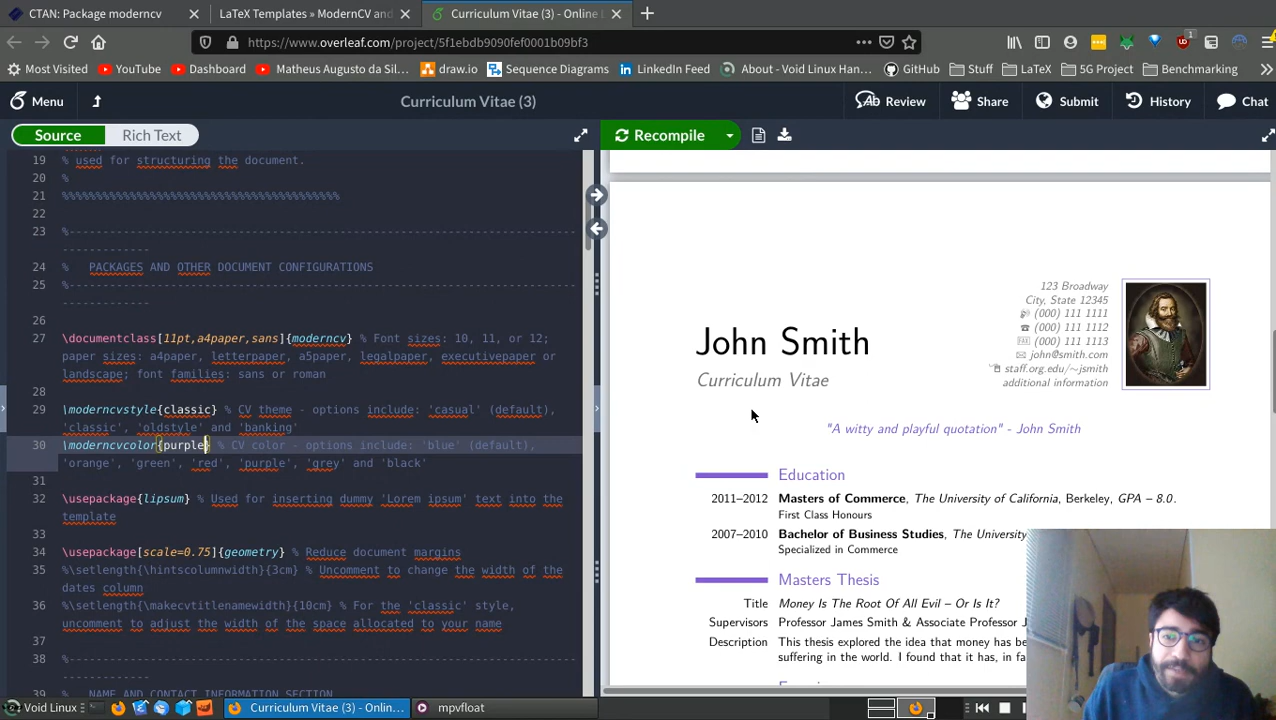 CTAN: Package moderncv
LaTeX Templates » ModernCV and
Curriculum Vitae (3) - Online L
https://www.overleaf.com/project/5f1ebdb9090fef0001b09bf3
Most Visited
YouTube
Dashboard
Matheus Augusto da Sil…
draw.io
Sequence Diagrams
LinkedIn Feed
About - Void Linux Han…
GitHub
Stuff
LaTeX
5G Project
Benchmarking
Menu
Curriculum Vitae (3)
Review
Share
Submit
History
Chat
Source
Rich Text
Recompile
19 % used for structuring the document.
20 %
21 %%%%%%%%%%%%%%%%%%%%%%%%%%%%%%%%%%%%%%%%%
22
23 %----------------------------------------------------------------------------
-------------
24 % PACKAGES AND OTHER DOCUMENT CONFIGURATIONS
25 %----------------------------------------------------------------------------
-------------
26
27 \documentclass[11pt,a4paper,sans]{moderncv} % Font sizes: 10, 11, or 12;
paper sizes: a4paper, letterpaper, a5paper, legalpaper, executivepaper or
landscape; font families: sans or roman
28
29 \moderncvstyle{classic} % CV theme - options include: 'casual' (default),
'classic', 'oldstyle' and 'banking'
30 \moderncvcolor{purple} % CV color - options include: 'blue' (default),
'orange', 'green', 'red', 'purple', 'grey' and 'black'
31
32 \usepackage{lipsum} % Used for inserting dummy 'Lorem ipsum' text into the
template
33
34 \usepackage[scale=0.75]{geometry} % Reduce document margins
35 %\setlength{\hintscolumnwidth}{3cm} % Uncomment to change the width of the
dates column
36 %\setlength{\makecvtitlenamewidth}{10cm} % For the 'classic' style,
uncomment to adjust the width of the space allocated to your name
37
38 %----------------------------------------------------------------------------
-------------
39 % NAME AND CONTACT INFORMATION SECTION
123 Broadway
City, State 12345
(000) 111 1111
(000) 111 1112
(000) 111 1113
john@smith.com
staff.org.edu/~jsmith
additional information
John Smith
Curriculum Vitae
"A witty and playful quotation" - John Smith
Education
2011–2012 Masters of Commerce, The University of California, Berkeley, GPA – 8.0.
First Class Honours
2007–2010 Bachelor of Business Studies, The University
Specialized in Commerce
Masters Thesis
Title Money Is The Root Of All Evil – Or Is It?
Supervisors Professor James Smith & Associate Professor J
Description This thesis explored the idea that money has be
suffering in the world. I found that it has, in fa
Void Linux
Curriculum Vitae (3) - Onlin…
mpvfloat